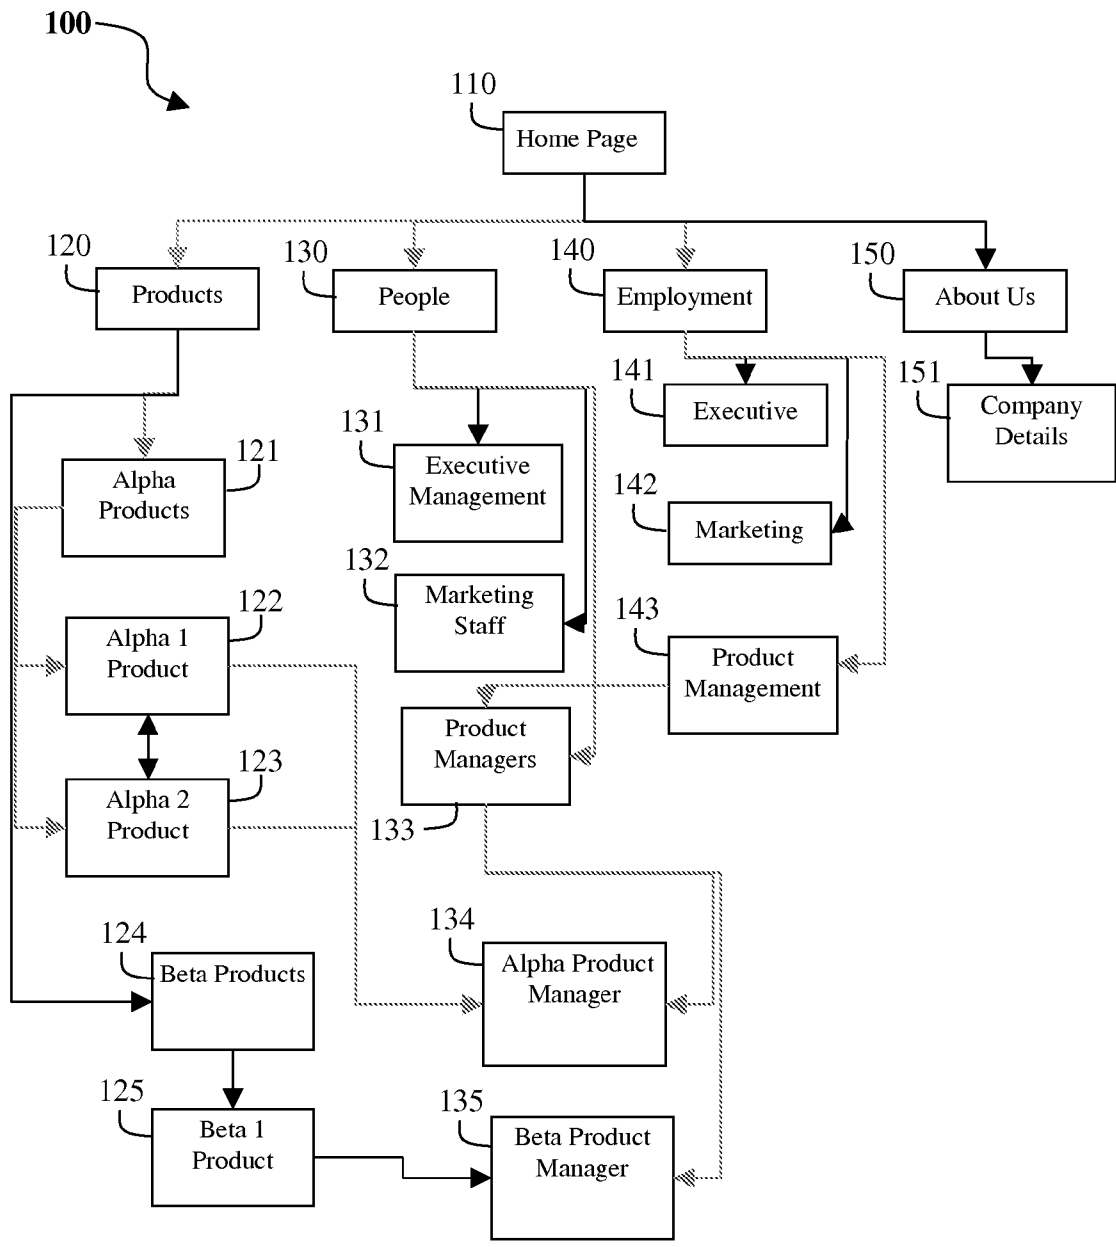 100
110
Home Page
120
Products
130
People
140
Employment
150
About Us
121
Alpha
Products
131
Executive
Management
141
Executive
151
Company
Details
142
Marketing
132
Marketing
Staff
122
Alpha 1
Product
143
Product
Management
123
Alpha 2
Product
Product
Managers
133
124
Beta Products
134
Alpha Product
Manager
125
Beta 1
Product
135
Beta Product
Manager